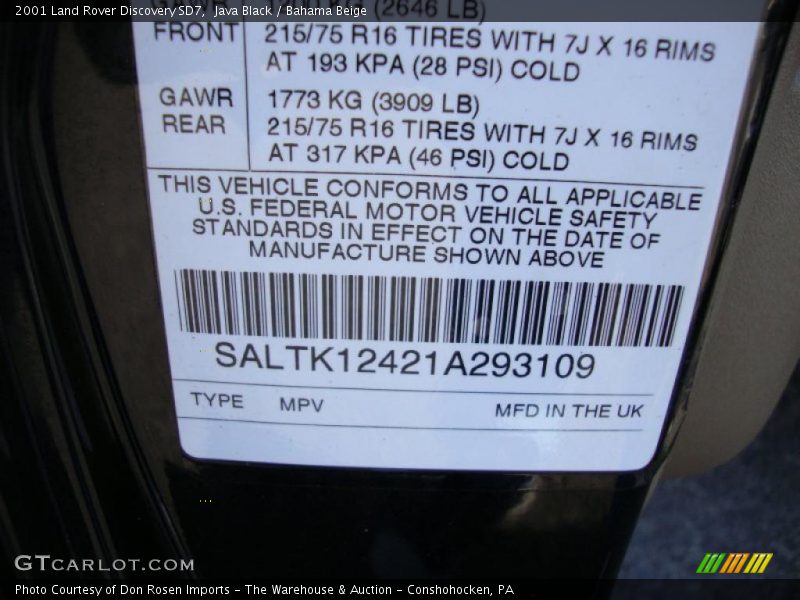 2001 Land Rover Discovery SD7,  Java Black / Bahama Beige
GAWR (2646 LB)
FRONT 215/75 R16 TIRES WITH 7J X 16 RIMS
AT 193 KPA (28 PSI) COLD
GAWR 1773 KG (3909 LB)
REAR 215/75 R16 TIRES WITH 7J X 16 RIMS
AT 317 KPA (46 PSI) COLD
THIS VEHICLE CONFORMS TO ALL APPLICABLE
U.S. FEDERAL MOTOR VEHICLE SAFETY
STANDARDS IN EFFECT ON THE DATE OF
MANUFACTURE SHOWN ABOVE
SALTK12421A293109
TYPE MPV MFD IN THE UK
GTCARLOT.COM
Photo Courtesy of Don Rosen Imports - The Warehouse & Auction - Conshohocken, PA